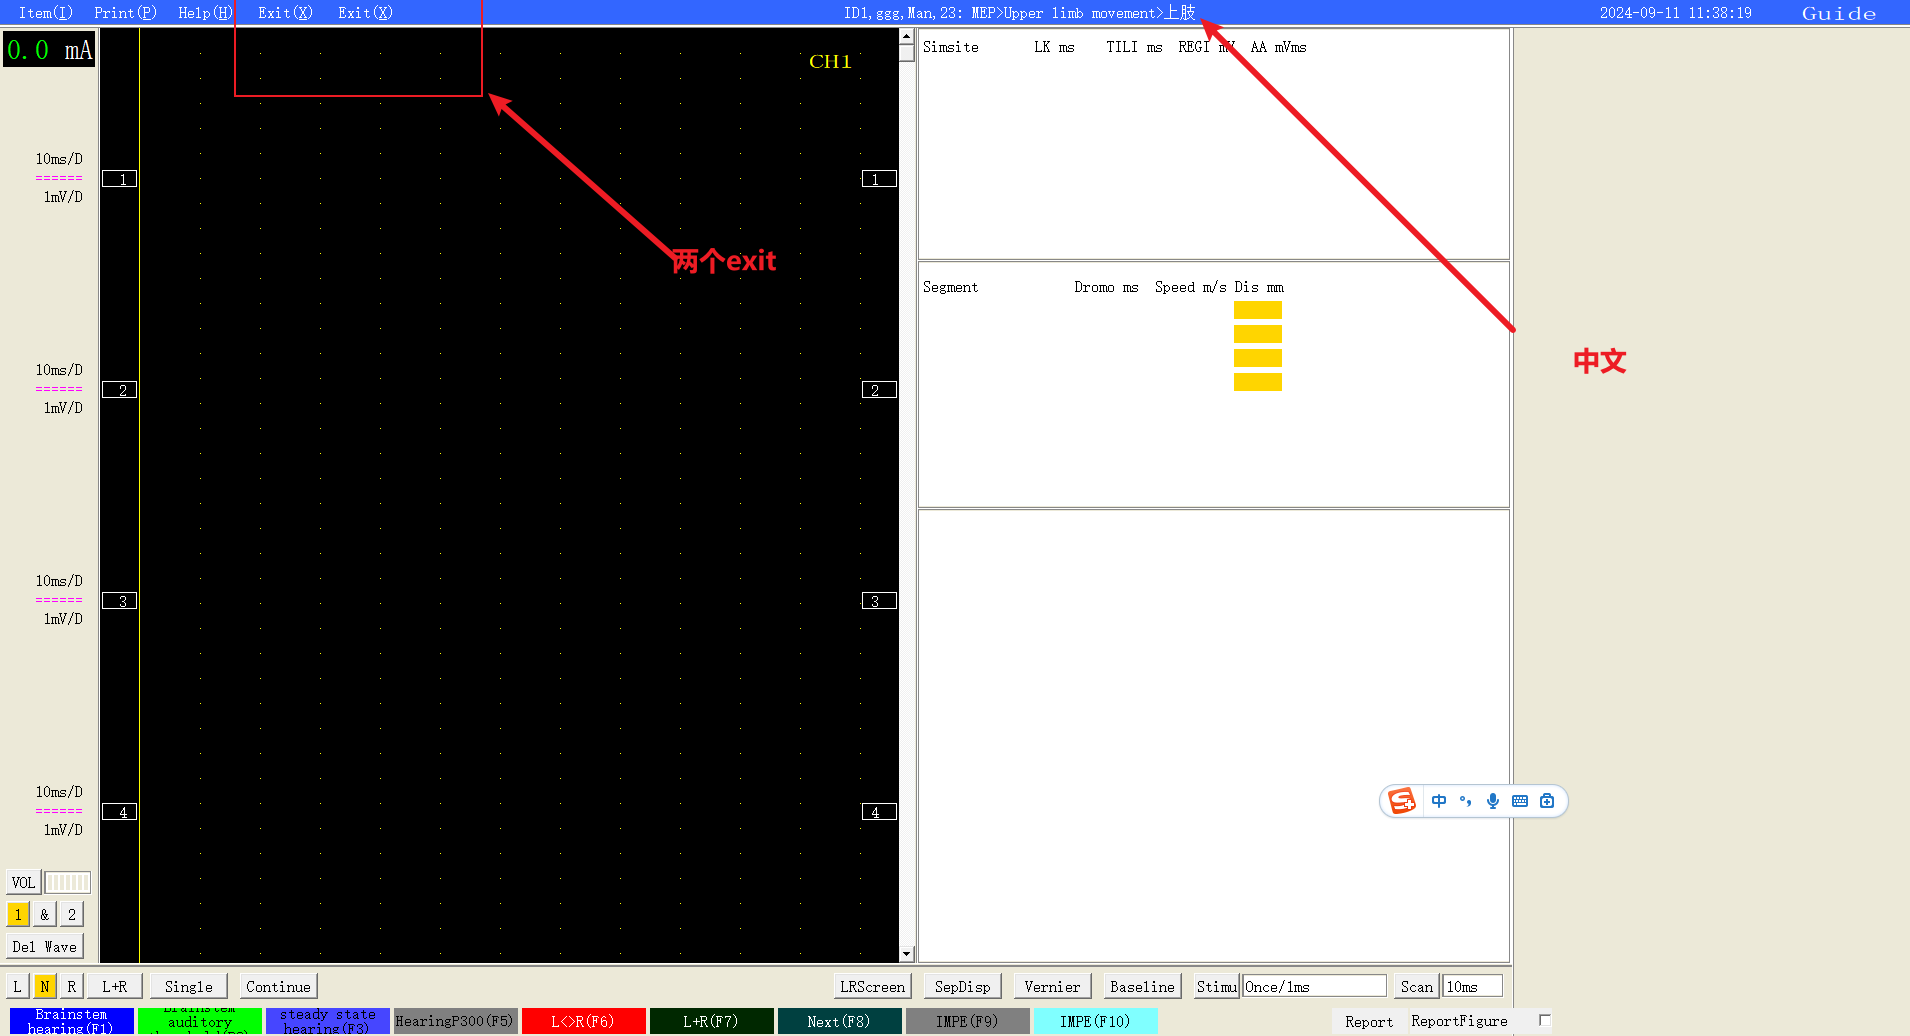 Item(I) Print(P) Help(H) Exit(X) Exit(X) ID1,ggg,Man,23: MEP>Upper limb movement>上肢 2024-09-11 11:38:19 Guide
0.0 mA
CH1
Simsite LK ms TILI ms REGI mV AA mVms
10ms/D
======
1mV/D
1 1
两个exit
Segment Dromo ms Speed m/s Dis mm
中文
10ms/D
======
1mV/D
2 2
10ms/D
======
1mV/D
3 3
10ms/D
======
1mV/D
4 4
中
VOL
1 & 2
Del Wave
L N R L+R Single Continue LRScreen SepDisp Vernier Baseline Stimu Once/1ms Scan 10ms
Brainstem
hearing(F1)
Brainstem
auditory
steady state
hearing(F3)
HearingP300(F5) L<>R(F6) L+R(F7) Next(F8) IMPE(F9) IMPE(F10) Report ReportFigure